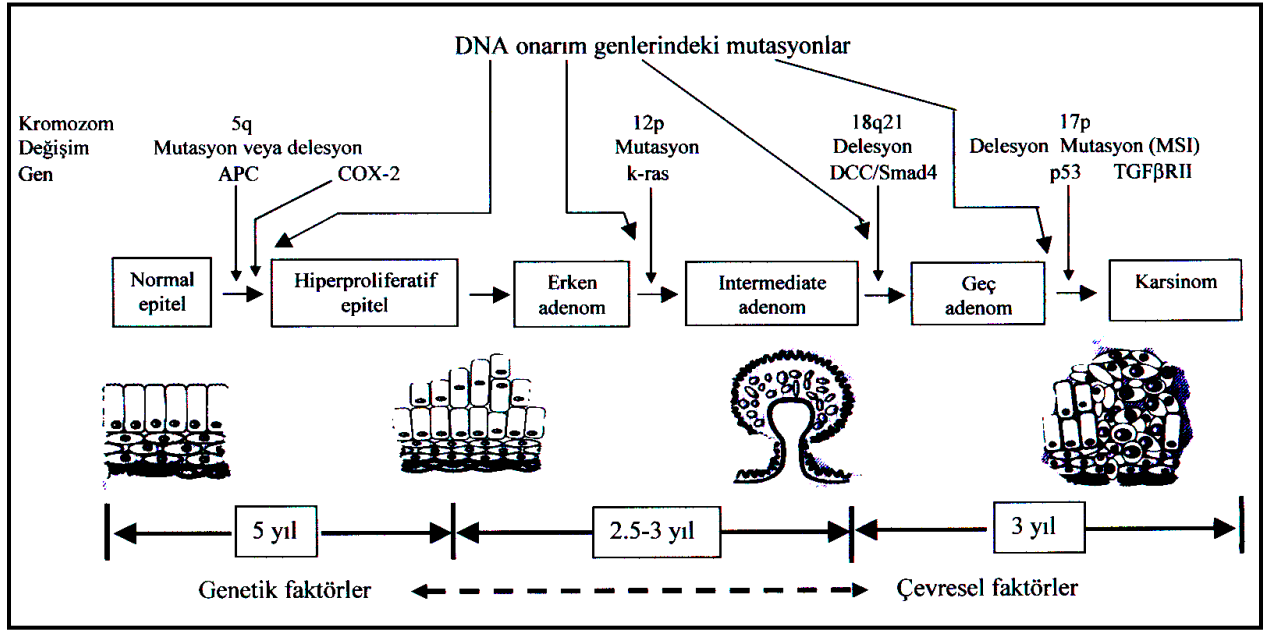 DNA onarım genlerindeki mutasyonlar
Kromozom 5q 12p 18q21 17p
Değişim Mutasyon veya delesyon Mutasyon Delesyon Delesyon Mutasyon (MSI)
Gen APC COX-2 k-ras DCC/Smad4 p53 TGFβRII
Normal epitel
Hiperproliferatif epitel
Erken adenom
Intermediate adenom
Geç adenom
Karsinom
5 yıl 2.5-3 yıl 3 yıl
Genetik faktörler Çevresel faktörler